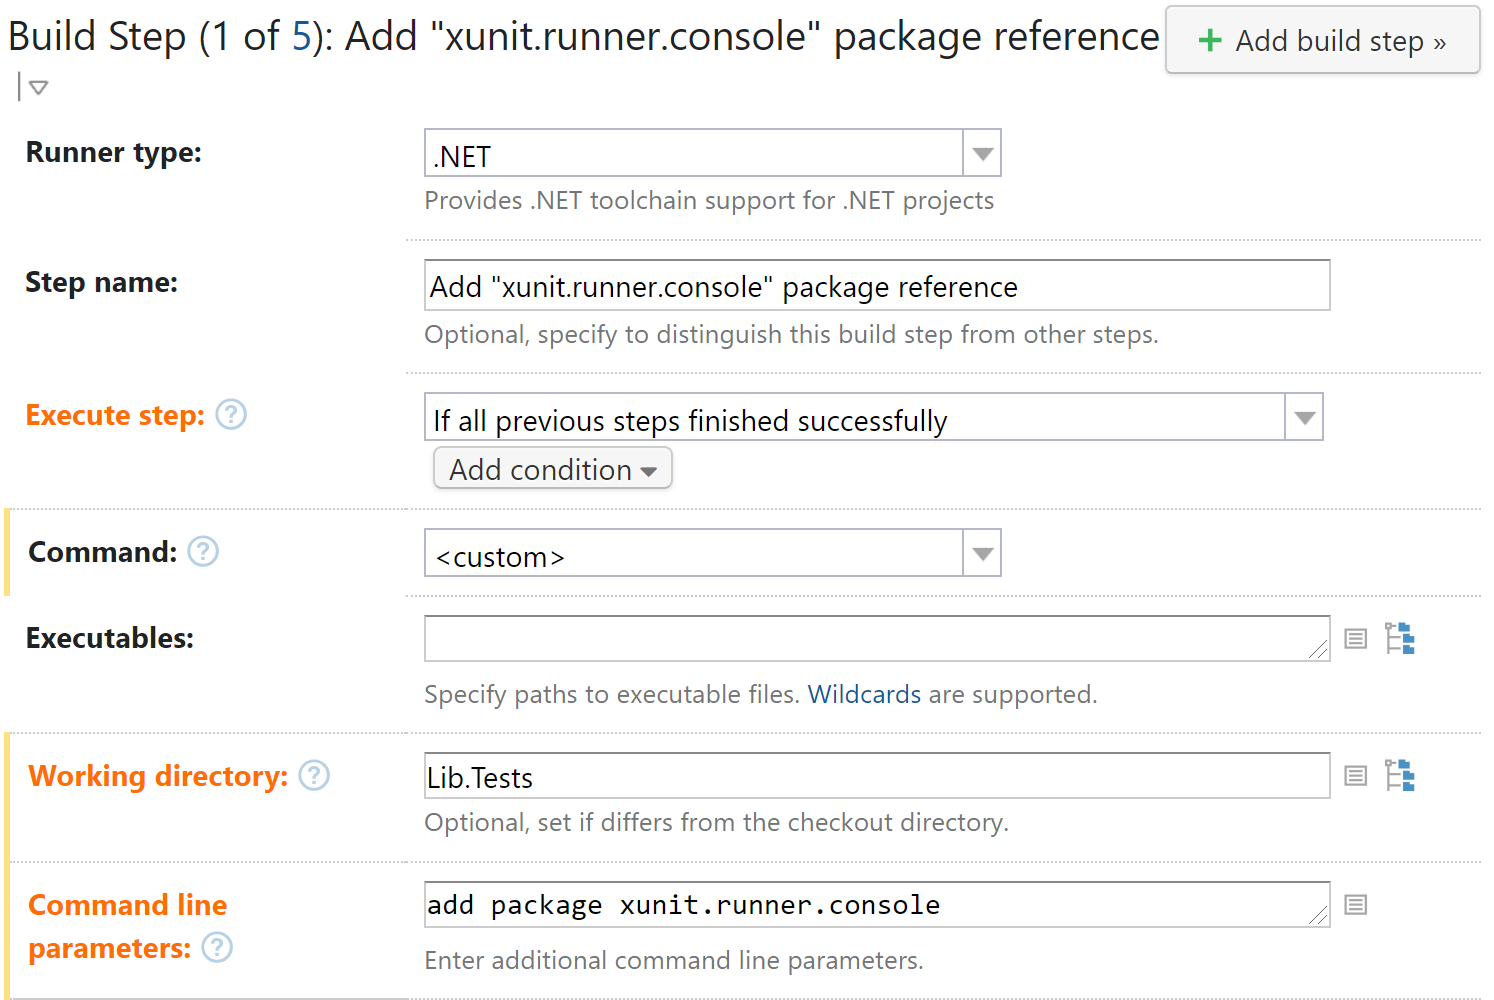 Build Step (1 of 5): Add "xunit.runner.console" package reference
+ Add build step »
Runner type:
.NET
Provides .NET toolchain support for .NET projects
Step name:
Add "xunit.runner.console" package reference
Optional, specify to distinguish this build step from other steps.
Execute step: ?
If all previous steps finished successfully
Add condition
Command: ?
<custom>
Executables:
Specify paths to executable files. Wildcards are supported.
Working directory: ?
Lib.Tests
Optional, set if differs from the checkout directory.
Command line
parameters: ?
add package xunit.runner.console
Enter additional command line parameters.